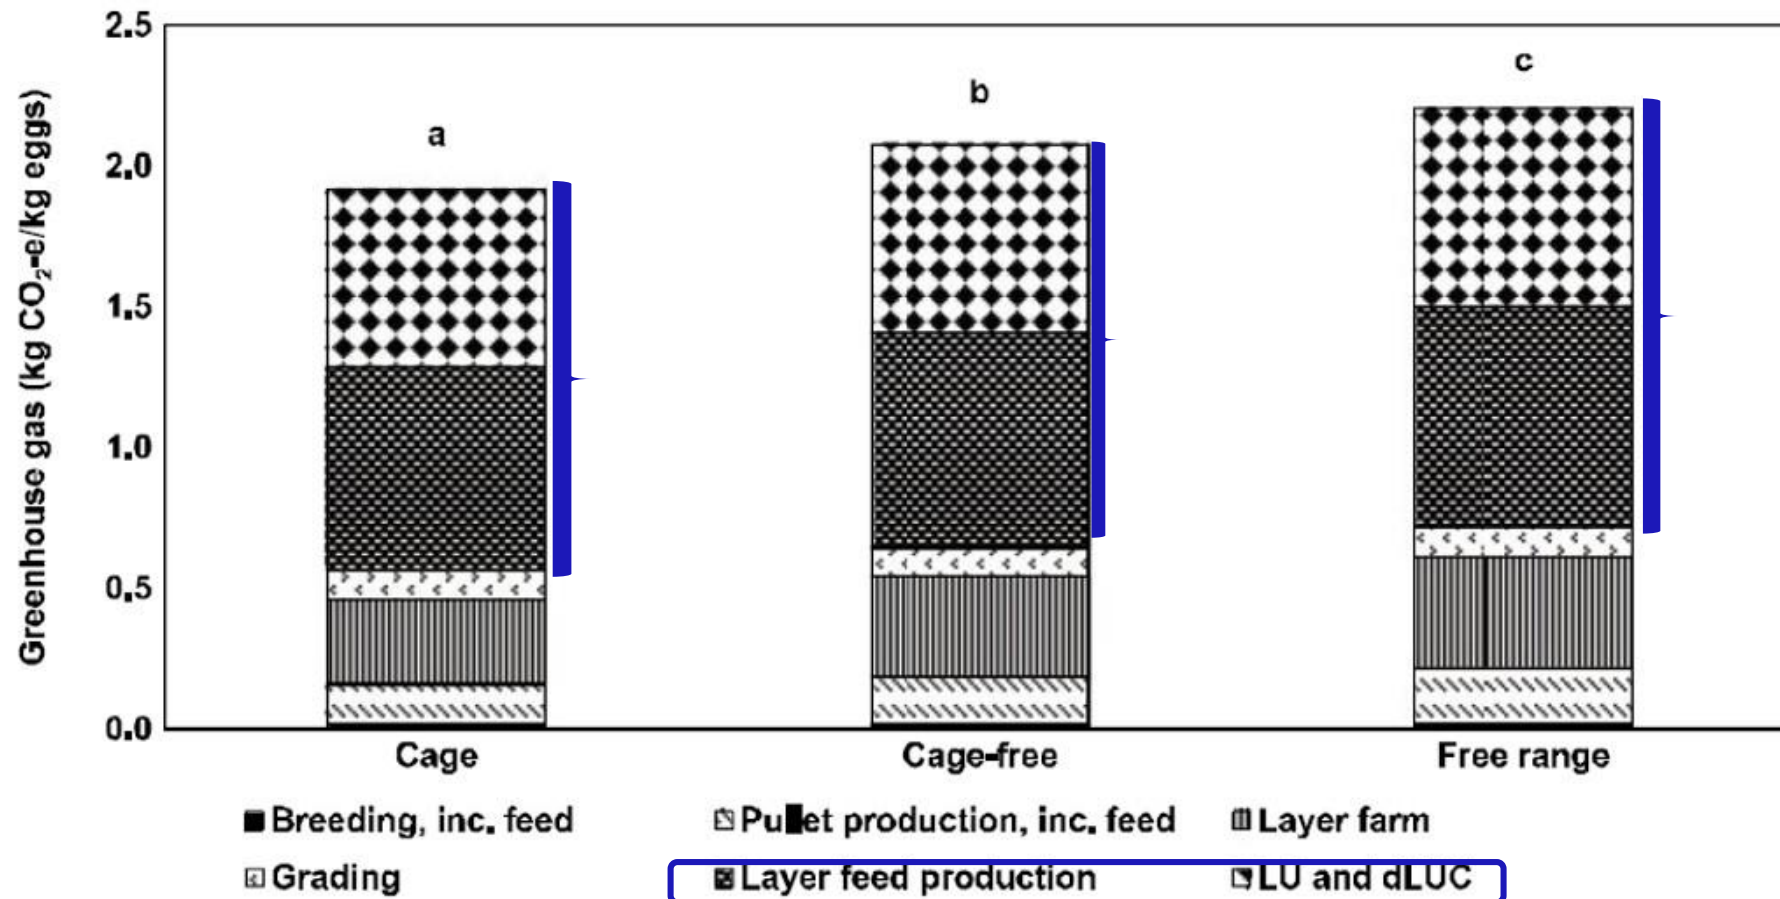 Greenhouse gas (kg CO₂-e/kg eggs)
2.5
2.0
1.5
1.0
0.5
0.0
a
b
c
Cage
Cage-free
Free range
Breeding, inc. feed
Pu█et production, inc. feed
Layer farm
Grading
Layer feed production
LU and dLUC